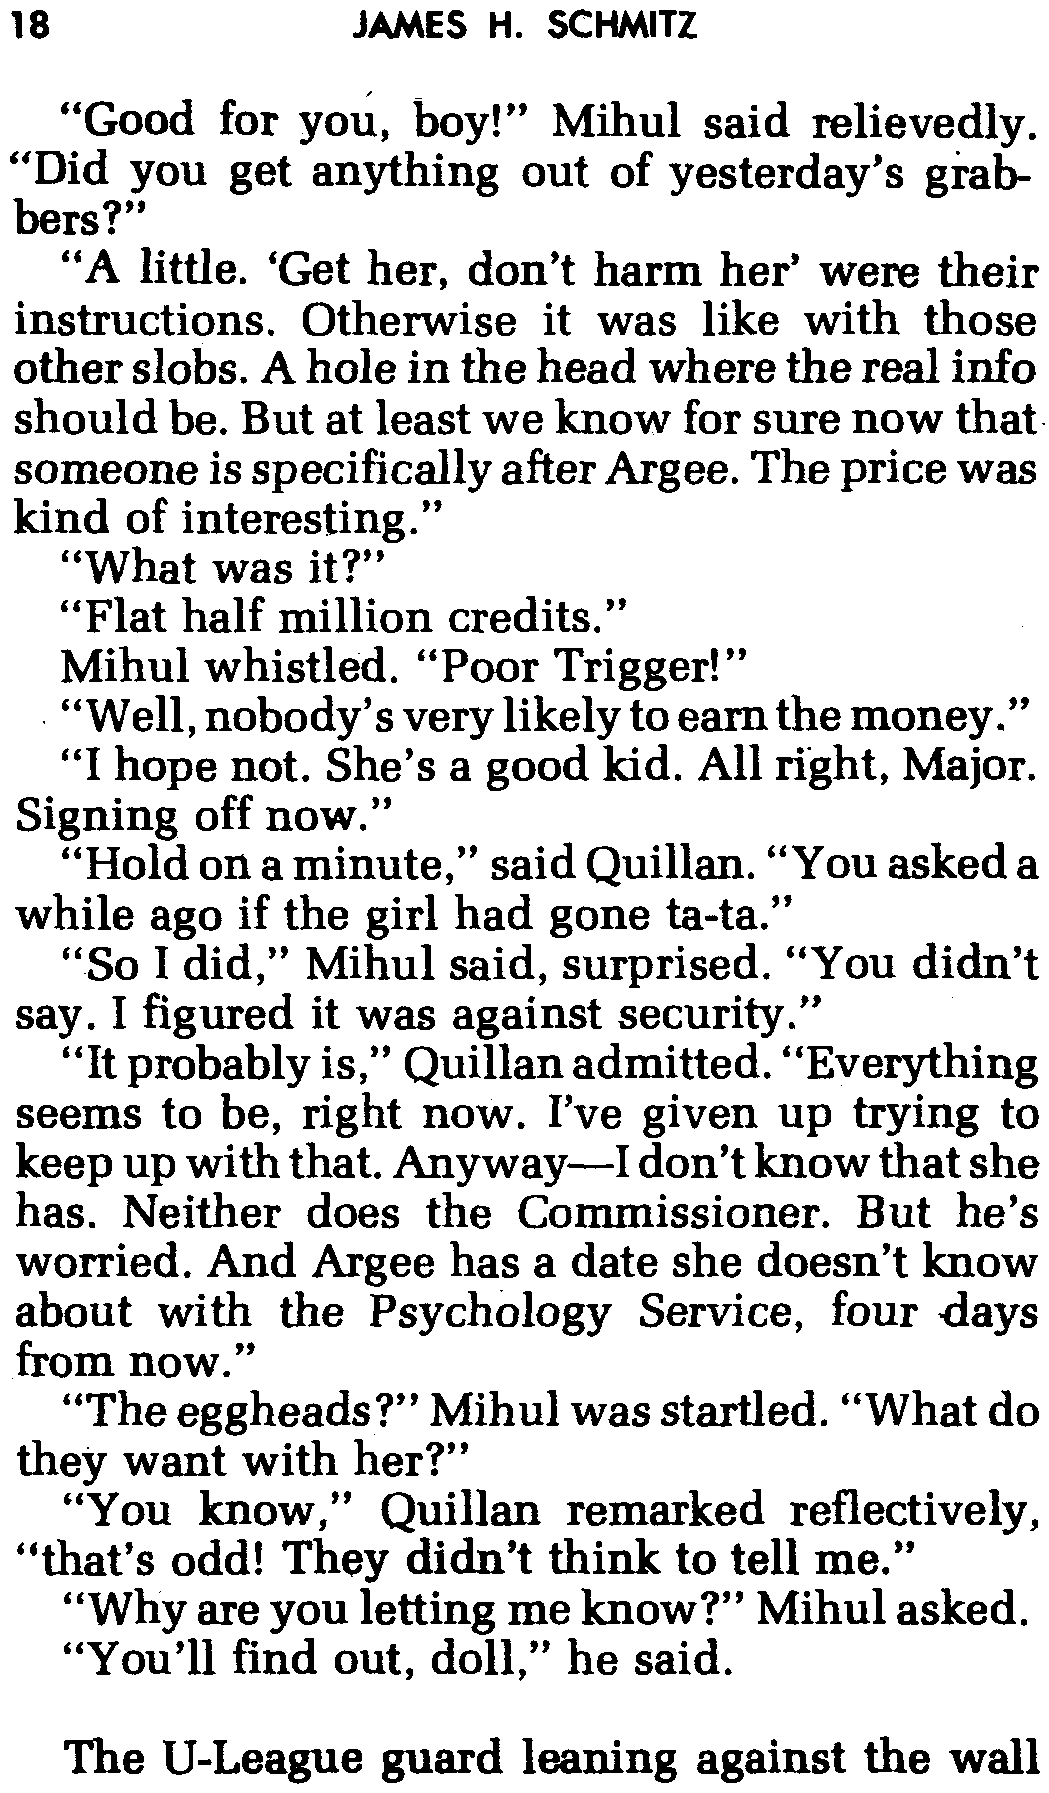 18 JAMES H. SCHMITZ
“Good for you, boy!” Mihul said relievedly.
“Did you get anything out of yesterday’s grab-
bers?”
“A little. ‘Get her, don’t harm her’ were their
instructions. Otherwise it was like with those
other slobs. A hole in the head where the real info
should be. But at least we know for sure now that
someone is specifically after Argee. The price was
kind of interesting.”
“What was it?”
“Flat half million credits.”
Mihul whistled. “Poor Trigger!”
“Well, nobody’s very likely to earn the money.”
“I hope not. She’s a good kid. All right, Major.
Signing off now.”
“Hold on a minute,” said Quillan. “You asked a
while ago if the girl had gone ta-ta.”
“So I did,” Mihul said, surprised. “You didn’t
say. I figured it was against security.”
“It probably is,” Quillan admitted. “Everything
seems to be, right now. I’ve given up trying to
keep up with that. Anyway—I don’t know that she
has. Neither does the Commissioner. But he’s
worried. And Argee has a date she doesn’t know
about with the Psychology Service, four days
from now.”
“The eggheads?” Mihul was startled. “What do
they want with her?”
“You know,” Quillan remarked reflectively,
“that’s odd! They didn’t think to tell me.”
“Why are you letting me know?” Mihul asked.
“You’ll find out, doll,” he said.
The U-League guard leaning against the wall